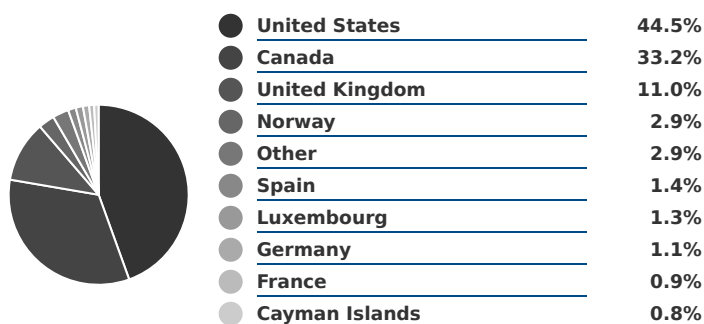 United States 44.5%
Canada 33.2%
United Kingdom 11.0%
Norway 2.9%
Other 2.9%
Spain 1.4%
Luxembourg 1.3%
Germany 1.1%
France 0.9%
Cayman Islands 0.8%